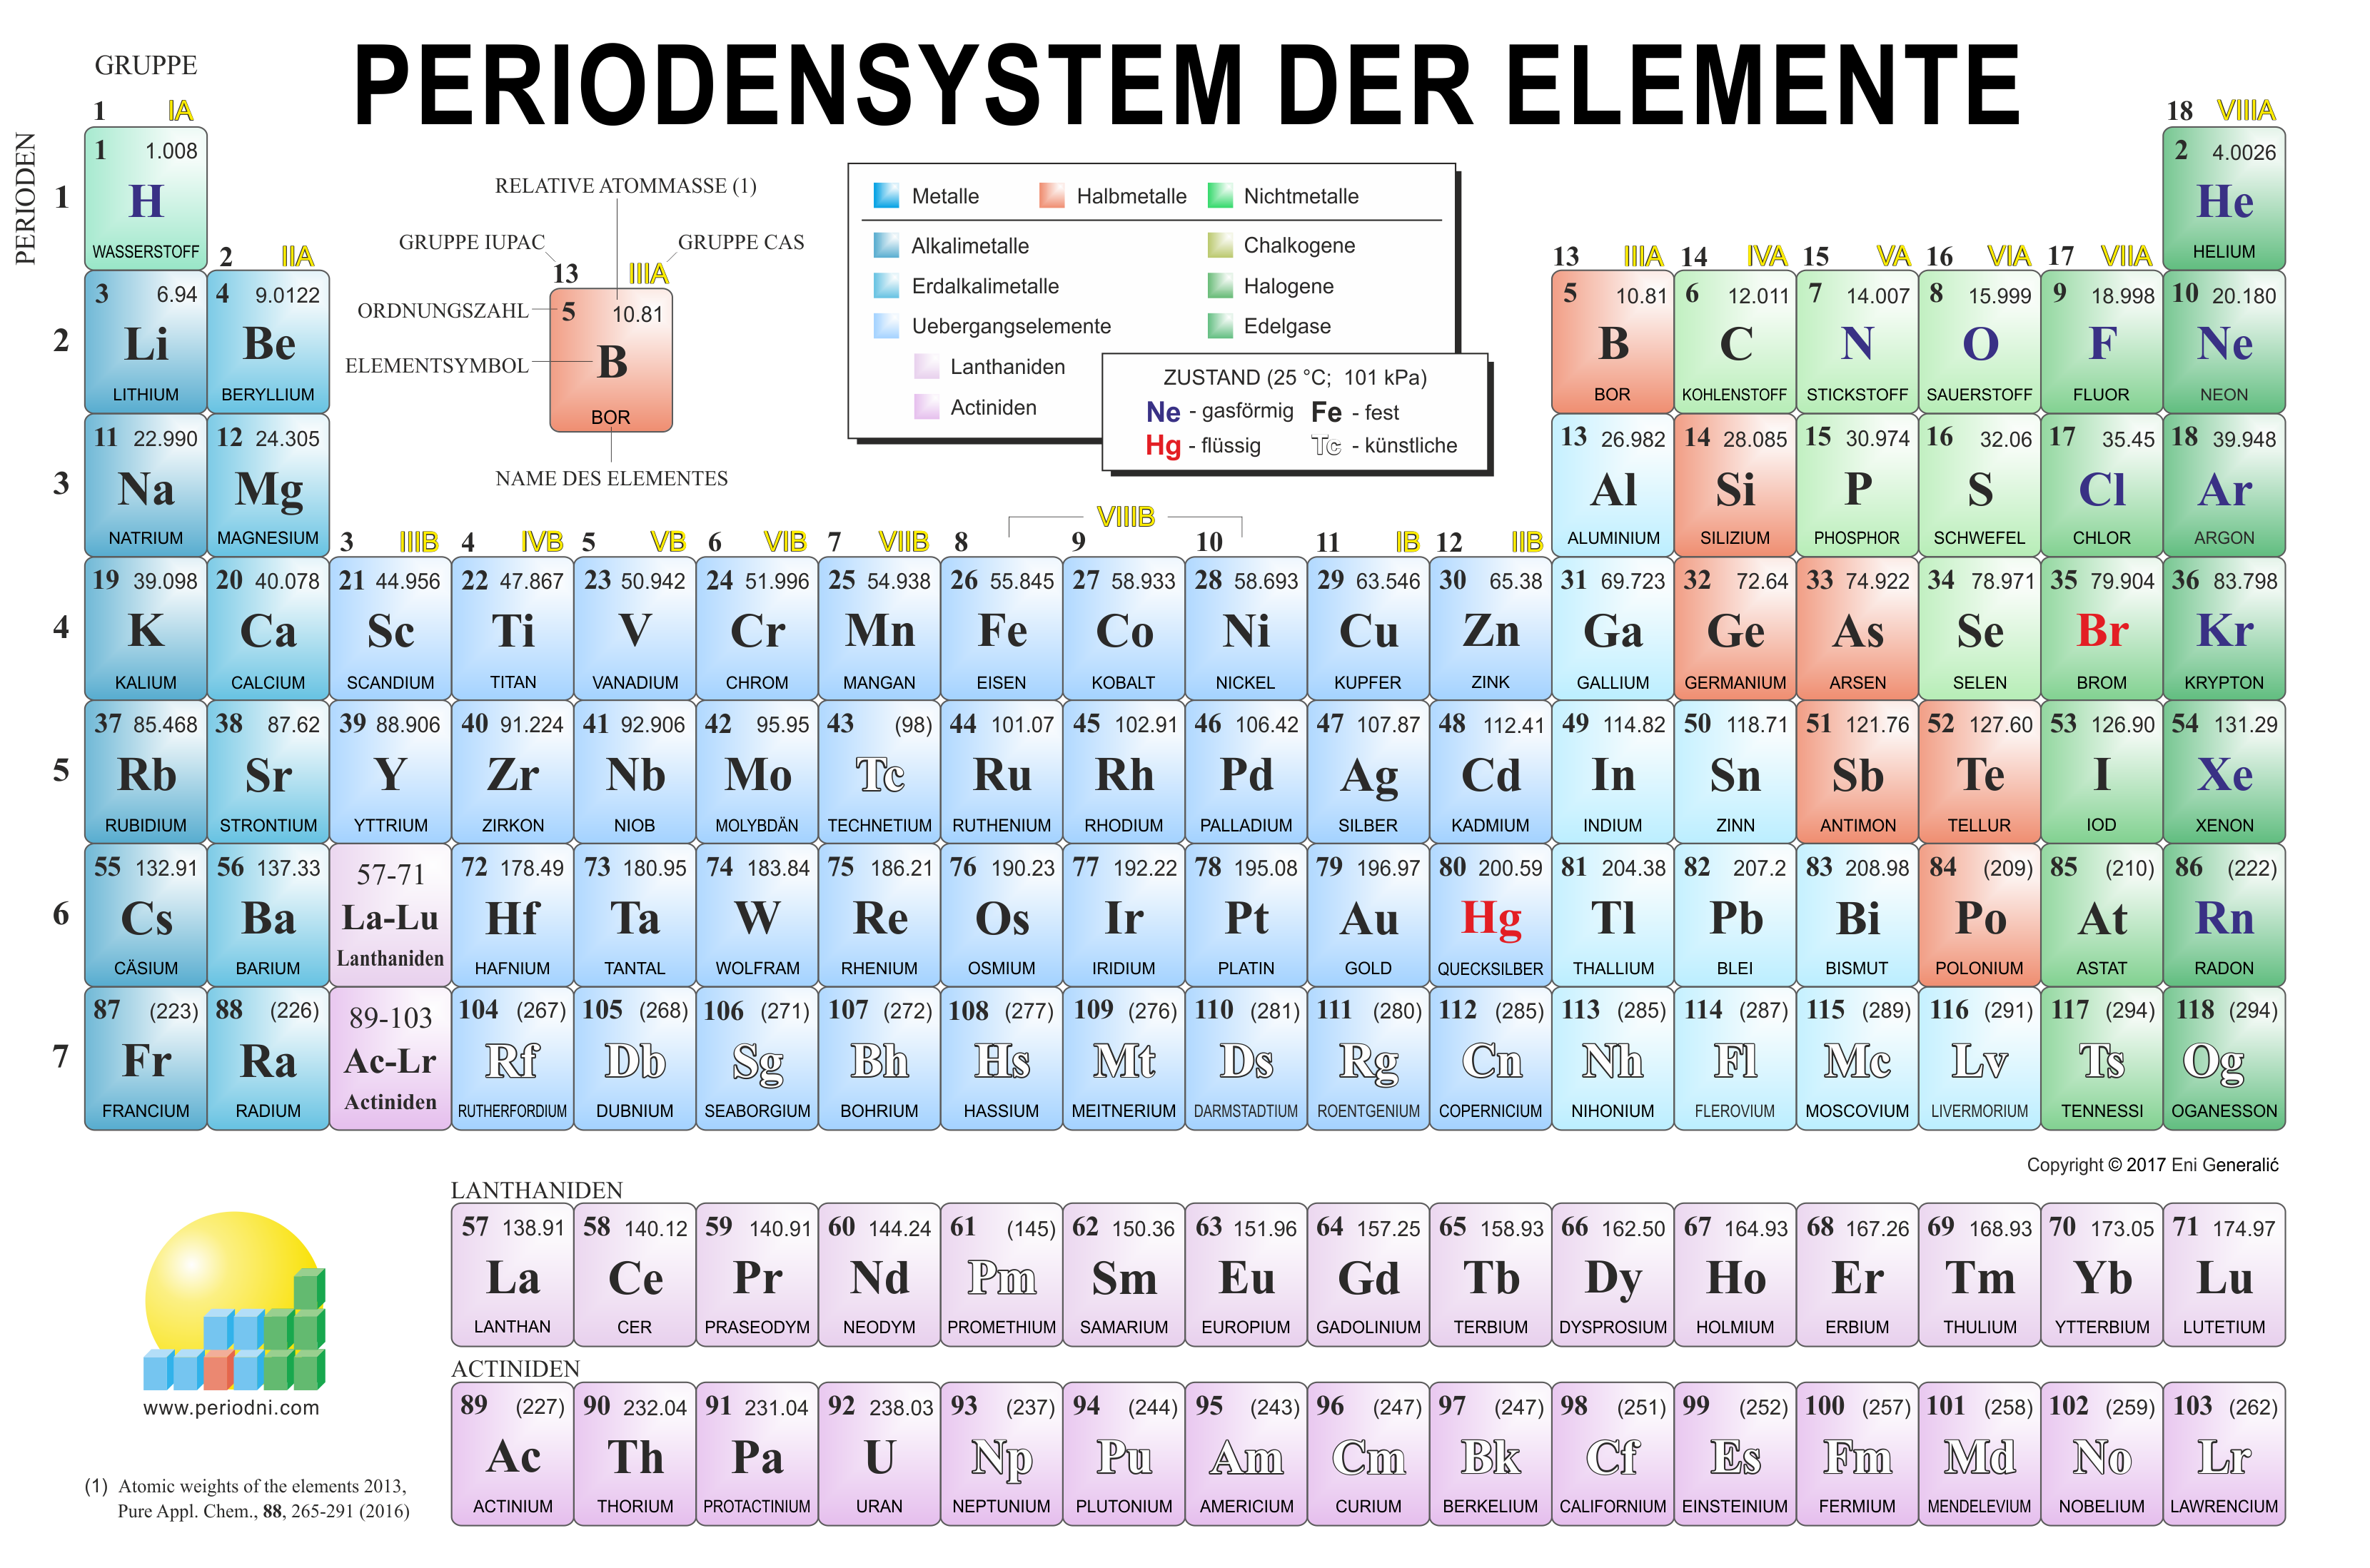 PERIODENSYSTEM DER ELEMENTE
GRUPPE
PERIODEN
1 IA
18 VIIIA
1 1.008
H
WASSERSTOFF
2 4.0026
He
HELIUM
1
RELATIVE ATOMMASSE (1)
GRUPPE IUPAC
GRUPPE CAS
13 IIIA
ORDNUNGSZAHL
5 10.81
ELEMENTSYMBOL
B
BOR
NAME DES ELEMENTES
Metalle Halbmetalle Nichtmetalle
Alkalimetalle Chalkogene
Erdalkalimetalle Halogene
Uebergangselemente Edelgase
Lanthaniden
Actiniden
ZUSTAND (25 °C; 101 kPa)
Ne - gasförmig Fe - fest
Hg - flüssig Tc - künstliche
2 IIA
13 IIIA 14 IVA 15 VA 16 VIA 17 VIIA
2
3 6.94 4 9.0122 5 10.81 6 12.011 7 14.007 8 15.999 9 18.998 10 20.180
Li Be B C N O F Ne
LITHIUM BERYLLIUM BOR KOHLENSTOFF STICKSTOFF SAUERSTOFF FLUOR NEON
3
11 22.990 12 24.305 13 26.982 14 28.085 15 30.974 16 32.06 17 35.45 18 39.948
Na Mg Al Si P S Cl Ar
NATRIUM MAGNESIUM ALUMINIUM SILIZIUM PHOSPHOR SCHWEFEL CHLOR ARGON
VIIIB
3 IIIB 4 IVB 5 VB 6 VIB 7 VIIB 8 9 10 11 IB 12 IIB
4
19 39.098 20 40.078 21 44.956 22 47.867 23 50.942 24 51.996 25 54.938 26 55.845 27 58.933 28 58.693 29 63.546 30 65.38 31 69.723 32 72.64 33 74.922 34 78.971 35 79.904 36 83.798
K Ca Sc Ti V Cr Mn Fe Co Ni Cu Zn Ga Ge As Se Br Kr
KALIUM CALCIUM SCANDIUM TITAN VANADIUM CHROM MANGAN EISEN KOBALT NICKEL KUPFER ZINK GALLIUM GERMANIUM ARSEN SELEN BROM KRYPTON
5
37 85.468 38 87.62 39 88.906 40 91.224 41 92.906 42 95.95 43 (98) 44 101.07 45 102.91 46 106.42 47 107.87 48 112.41 49 114.82 50 118.71 51 121.76 52 127.60 53 126.90 54 131.29
Rb Sr Y Zr Nb Mo Tc Ru Rh Pd Ag Cd In Sn Sb Te I Xe
RUBIDIUM STRONTIUM YTTRIUM ZIRKON NIOB MOLYBDÄN TECHNETIUM RUTHENIUM RHODIUM PALLADIUM SILBER KADMIUM INDIUM ZINN ANTIMON TELLUR IOD XENON
6
55 132.91 56 137.33 57-71 72 178.49 73 180.95 74 183.84 75 186.21 76 190.23 77 192.22 78 195.08 79 196.97 80 200.59 81 204.38 82 207.2 83 208.98 84 (209) 85 (210) 86 (222)
Cs Ba La-Lu Hf Ta W Re Os Ir Pt Au Hg Tl Pb Bi Po At Rn
CÄSIUM BARIUM Lanthaniden HAFNIUM TANTAL WOLFRAM RHENIUM OSMIUM IRIDIUM PLATIN GOLD QUECKSILBER THALLIUM BLEI BISMUT POLONIUM ASTAT RADON
7
87 (223) 88 (226) 89-103 104 (267) 105 (268) 106 (271) 107 (272) 108 (277) 109 (276) 110 (281) 111 (280) 112 (285) 113 (285) 114 (287) 115 (289) 116 (291) 117 (294) 118 (294)
Fr Ra Ac-Lr Rf Db Sg Bh Hs Mt Ds Rg Cn Nh Fl Mc Lv Ts Og
FRANCIUM RADIUM Actiniden RUTHERFORDIUM DUBNIUM SEABORGIUM BOHRIUM HASSIUM MEITNERIUM DARMSTADTIUM ROENTGENIUM COPERNICIUM NIHONIUM FLEROVIUM MOSCOVIUM LIVERMORIUM TENNESSI OGANESSON
Copyright © 2017 Eni Generalić
LANTHANIDEN
57 138.91 58 140.12 59 140.91 60 144.24 61 (145) 62 150.36 63 151.96 64 157.25 65 158.93 66 162.50 67 164.93 68 167.26 69 168.93 70 173.05 71 174.97
La Ce Pr Nd Pm Sm Eu Gd Tb Dy Ho Er Tm Yb Lu
LANTHAN CER PRASEODYM NEODYM PROMETHIUM SAMARIUM EUROPIUM GADOLINIUM TERBIUM DYSPROSIUM HOLMIUM ERBIUM THULIUM YTTERBIUM LUTETIUM
ACTINIDEN
89 (227) 90 232.04 91 231.04 92 238.03 93 (237) 94 (244) 95 (243) 96 (247) 97 (247) 98 (251) 99 (252) 100 (257) 101 (258) 102 (259) 103 (262)
Ac Th Pa U Np Pu Am Cm Bk Cf Es Fm Md No Lr
ACTINIUM THORIUM PROTACTINIUM URAN NEPTUNIUM PLUTONIUM AMERICIUM CURIUM BERKELIUM CALIFORNIUM EINSTEINIUM FERMIUM MENDELEVIUM NOBELIUM LAWRENCIUM
www.periodni.com
(1) Atomic weights of the elements 2013,
Pure Appl. Chem., 88, 265-291 (2016)